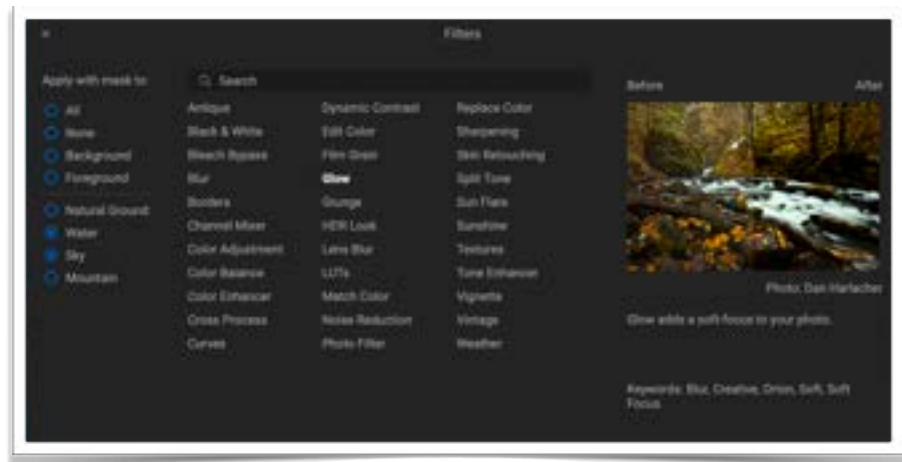 Filters
Apply with mask to:
All
None
Background
Foreground
Natural Ground
Water
Sky
Mountain
Search
Antique
Black & White
Bleach Bypass
Blur
Borders
Channel Mixer
Color Adjustment
Color Balance
Color Enhancer
Cross Process
Curves
Dynamic Contrast
Edit Color
Film Grain
Glow
Grunge
HDR Look
Lens Blur
LUTs
Match Color
Noise Reduction
Photo Filter
Replace Color
Sharpening
Skin Retouching
Split Tone
Sun Flare
Sunshine
Textures
Tone Enhancer
Vignette
Vintage
Weather
Before After
Photo: Dan Harlacher
Glow adds a soft-focus to your photo.
Keywords: Blur, Creative, Orton, Soft, Soft
Focus